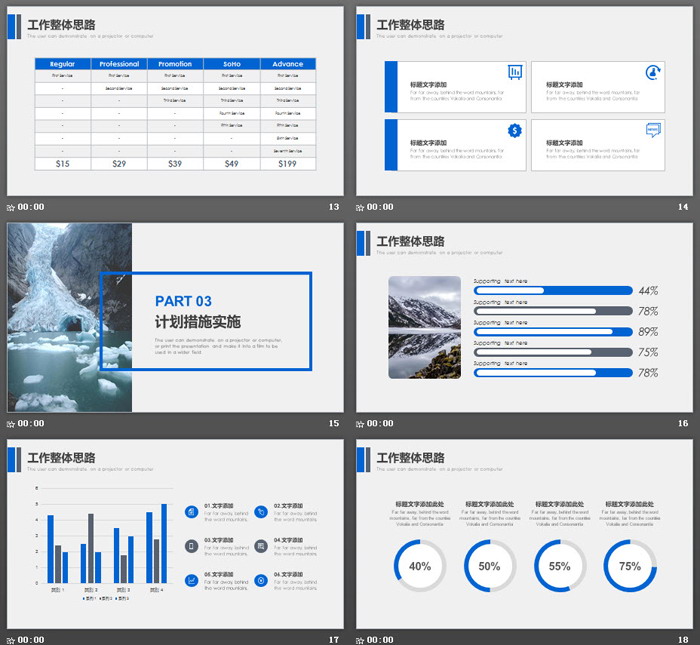 工作整体思路
The user can demonstrate on a projector or computer
Regular Professional Promotion SoHo Advance
First Service First Service First Service First Service First Service
- Second Service Second Service Second Service Second Service
- - Third Service Third Service Third Service
- - - Fourth Service Fourth Service
- - - Fifth Service Fifth Service
- - - - Sixth Service
- - - - Seventh Service
$15 $29 $39 $49 $199
00:00 13
工作整体思路
The user can demonstrate on a projector or computer
标题文字添加
Far far away, behind the word mountains, far
from the countries Vokalia and Consonantia
标题文字添加
Far far away, behind the word mountains, far
from the countries Vokalia and Consonantia
$
标题文字添加
Far far away, behind the word mountains, far
from the countries Vokalia and Consonantia
NEWS
标题文字添加
Far far away, behind the word mountains, far
from the countries Vokalia and Consonantia
00:00 14
PART 03
计划措施实施
The user can demonstrate on a projector or computer,
or print the presentation and make it into a film to be
used in a wider field
00:00 15
工作整体思路
The user can demonstrate on a projector or computer
Supporting text here
44%
Supporting text here
78%
Supporting text here
89%
Supporting text here
75%
Supporting text here
78%
00:00 16
工作整体思路
The user can demonstrate on a projector or computer
6
5
4
3
2
1
0
类别 1 类别 2 类别 3 类别 4
系列 1 系列 2 系列 3
01.文字添加
Far far away, behind
the word mountains,
02.文字添加
Far far away, behind
the word mountains,
03.文字添加
Far far away, behind
the word mountains,
04.文字添加
Far far away, behind
the word mountains,
05.文字添加
Far far away, behind
the word mountains,
06.文字添加
Far far away, behind
the word mountains,
00:00 17
工作整体思路
The user can demonstrate on a projector or computer
标题文字添加此处
Far far away, behind the word
mountains, far from the countries
Vokalia and Consonantia
40%
标题文字添加此处
Far far away, behind the word
mountains, far from the countries
Vokalia and Consonantia
50%
标题文字添加此处
Far far away, behind the word
mountains, far from the countries
Vokalia and Consonantia
55%
标题文字添加此处
Far far away, behind the word
mountains, far from the countries
Vokalia and Consonantia
75%
00:00 18